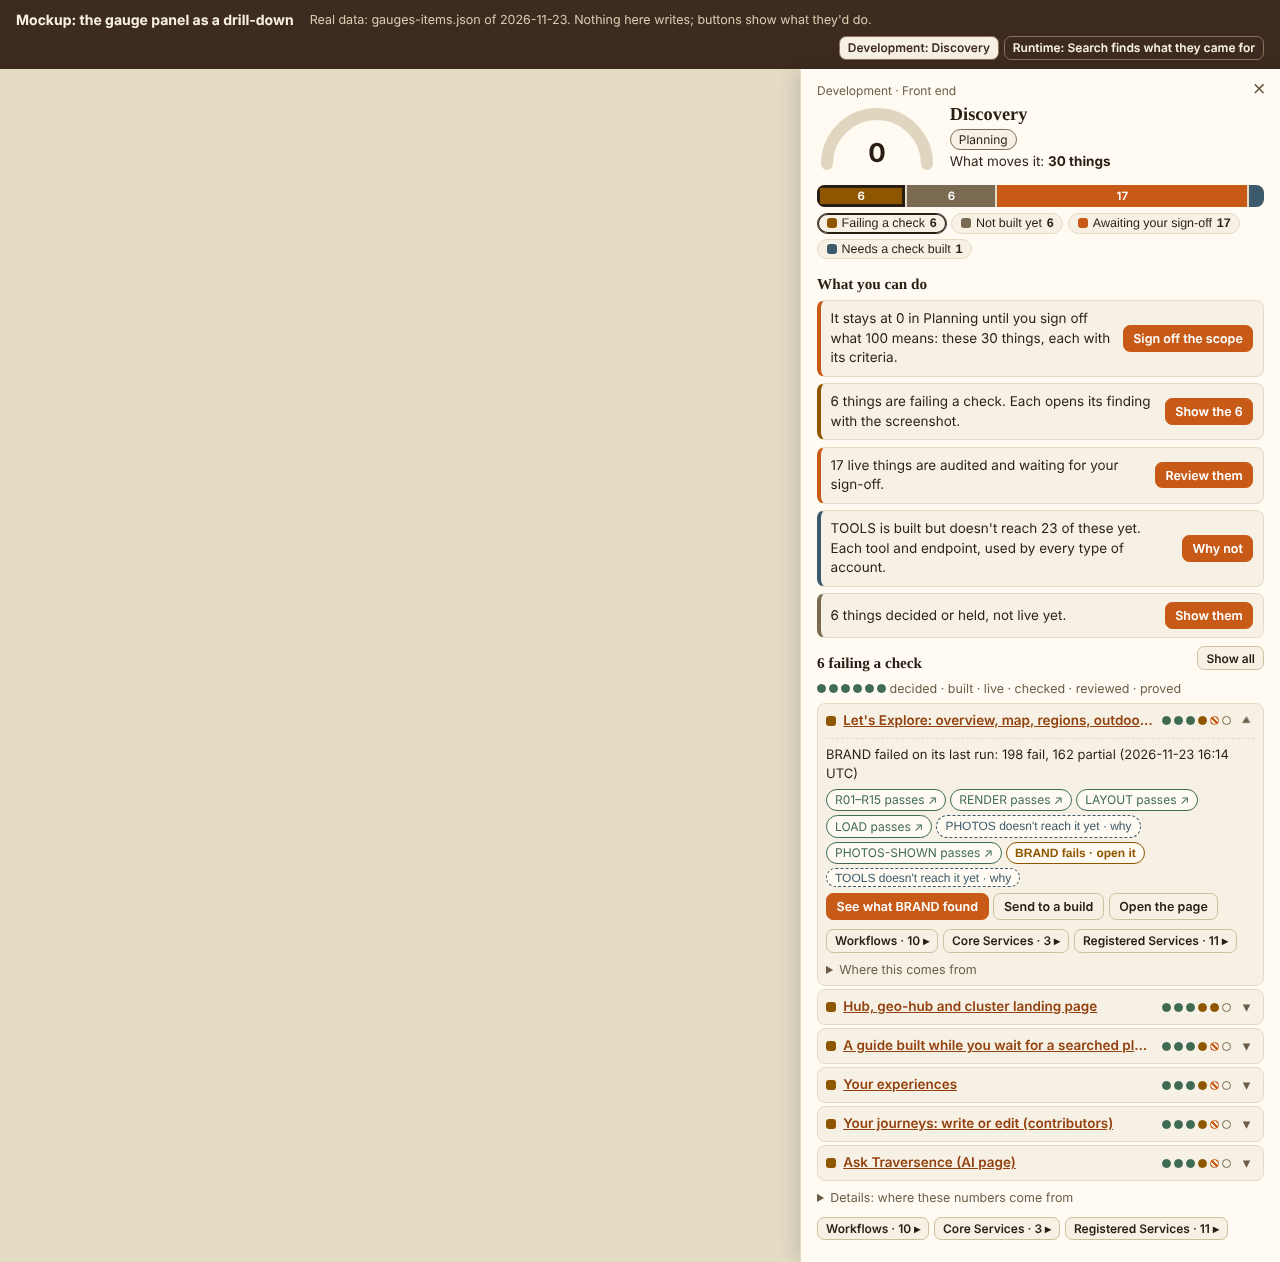 Mockup: the gauge panel as a drill-down
Real data: gauges-items.json of 2026-11-23. Nothing here writes; buttons show what they'd do.
Development: Discovery
Runtime: Search finds what they came for
Development · Front end
✕
0
Discovery
Planning
What moves it: 30 things
6
6
17
Failing a check 6
Not built yet 6
Awaiting your sign-off 17
Needs a check built 1
What you can do
It stays at 0 in Planning until you sign off
what 100 means: these 30 things, each with
its criteria.
Sign off the scope
6 things are failing a check. Each opens its finding
with the screenshot.
Show the 6
17 live things are audited and waiting for your
sign-off.
Review them
TOOLS is built but doesn't reach 23 of these yet.
Each tool and endpoint, used by every type of
account.
Why not
6 things decided or held, not live yet.
Show them
6 failing a check
Show all
decided · built · live · checked · reviewed · proved
Let's Explore: overview, map, regions, outdoo...
▲
BRAND failed on its last run: 198 fail, 162 partial (2026-11-23 16:14
UTC)
R01–R15 passes ↗
RENDER passes ↗
LAYOUT passes ↗
LOAD passes ↗
PHOTOS doesn't reach it yet · why
PHOTOS-SHOWN passes ↗
BRAND fails · open it
TOOLS doesn't reach it yet · why
See what BRAND found
Send to a build
Open the page
Workflows · 10 ▸
Core Services · 3 ▸
Registered Services · 11 ▸
▶ Where this comes from
Hub, geo-hub and cluster landing page
▼
A guide built while you wait for a searched pl...
▼
Your experiences
▼
Your journeys: write or edit (contributors)
▼
Ask Traversence (AI page)
▼
▶ Details: where these numbers come from
Workflows · 10 ▸
Core Services · 3 ▸
Registered Services · 11 ▸